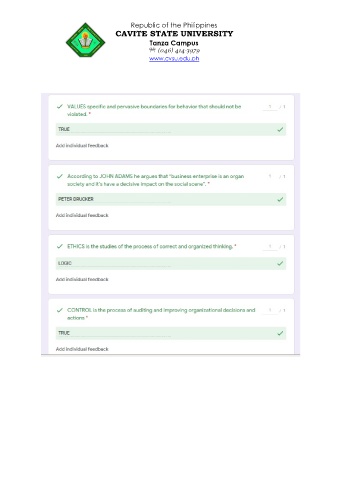 Republic of the Philippines
CAVITE STATE UNIVERSITY
Tanza Campus
☎ (046) 414-3979
www.cvsu.edu.ph
VALUES specific and pervasive boundaries for behavior that should not be
violated. *
1 / 1
TRUE
Add individual feedback
According to JOHN ADAMS he argues that "business enterprise is an organ
society and it's have a decisive impact on the social scene". *
1 / 1
PETER DRUCKER
Add individual feedback
ETHICS is the studies of the process of correct and organized thinking. *
1 / 1
LOGIC
Add individual feedback
CONTROL is the process of auditing and improving organizational decisions and
actions *
1 / 1
TRUE
Add individual feedback